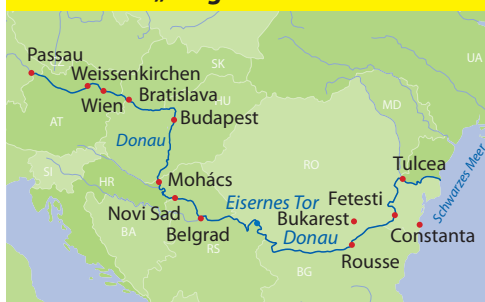 Passau
Weissenkirchen
Wien
Bratislava
Budapest
Donau
Mohács
Novi Sad
Belgrad
Eisernes Tor
Bukarest
Donau
Fetesti
Tulcea
Schwarzes Meer
Constanta
Rousse
SK
HU
UA
MD
AT
SI
HR
RO
BA
RS
BG